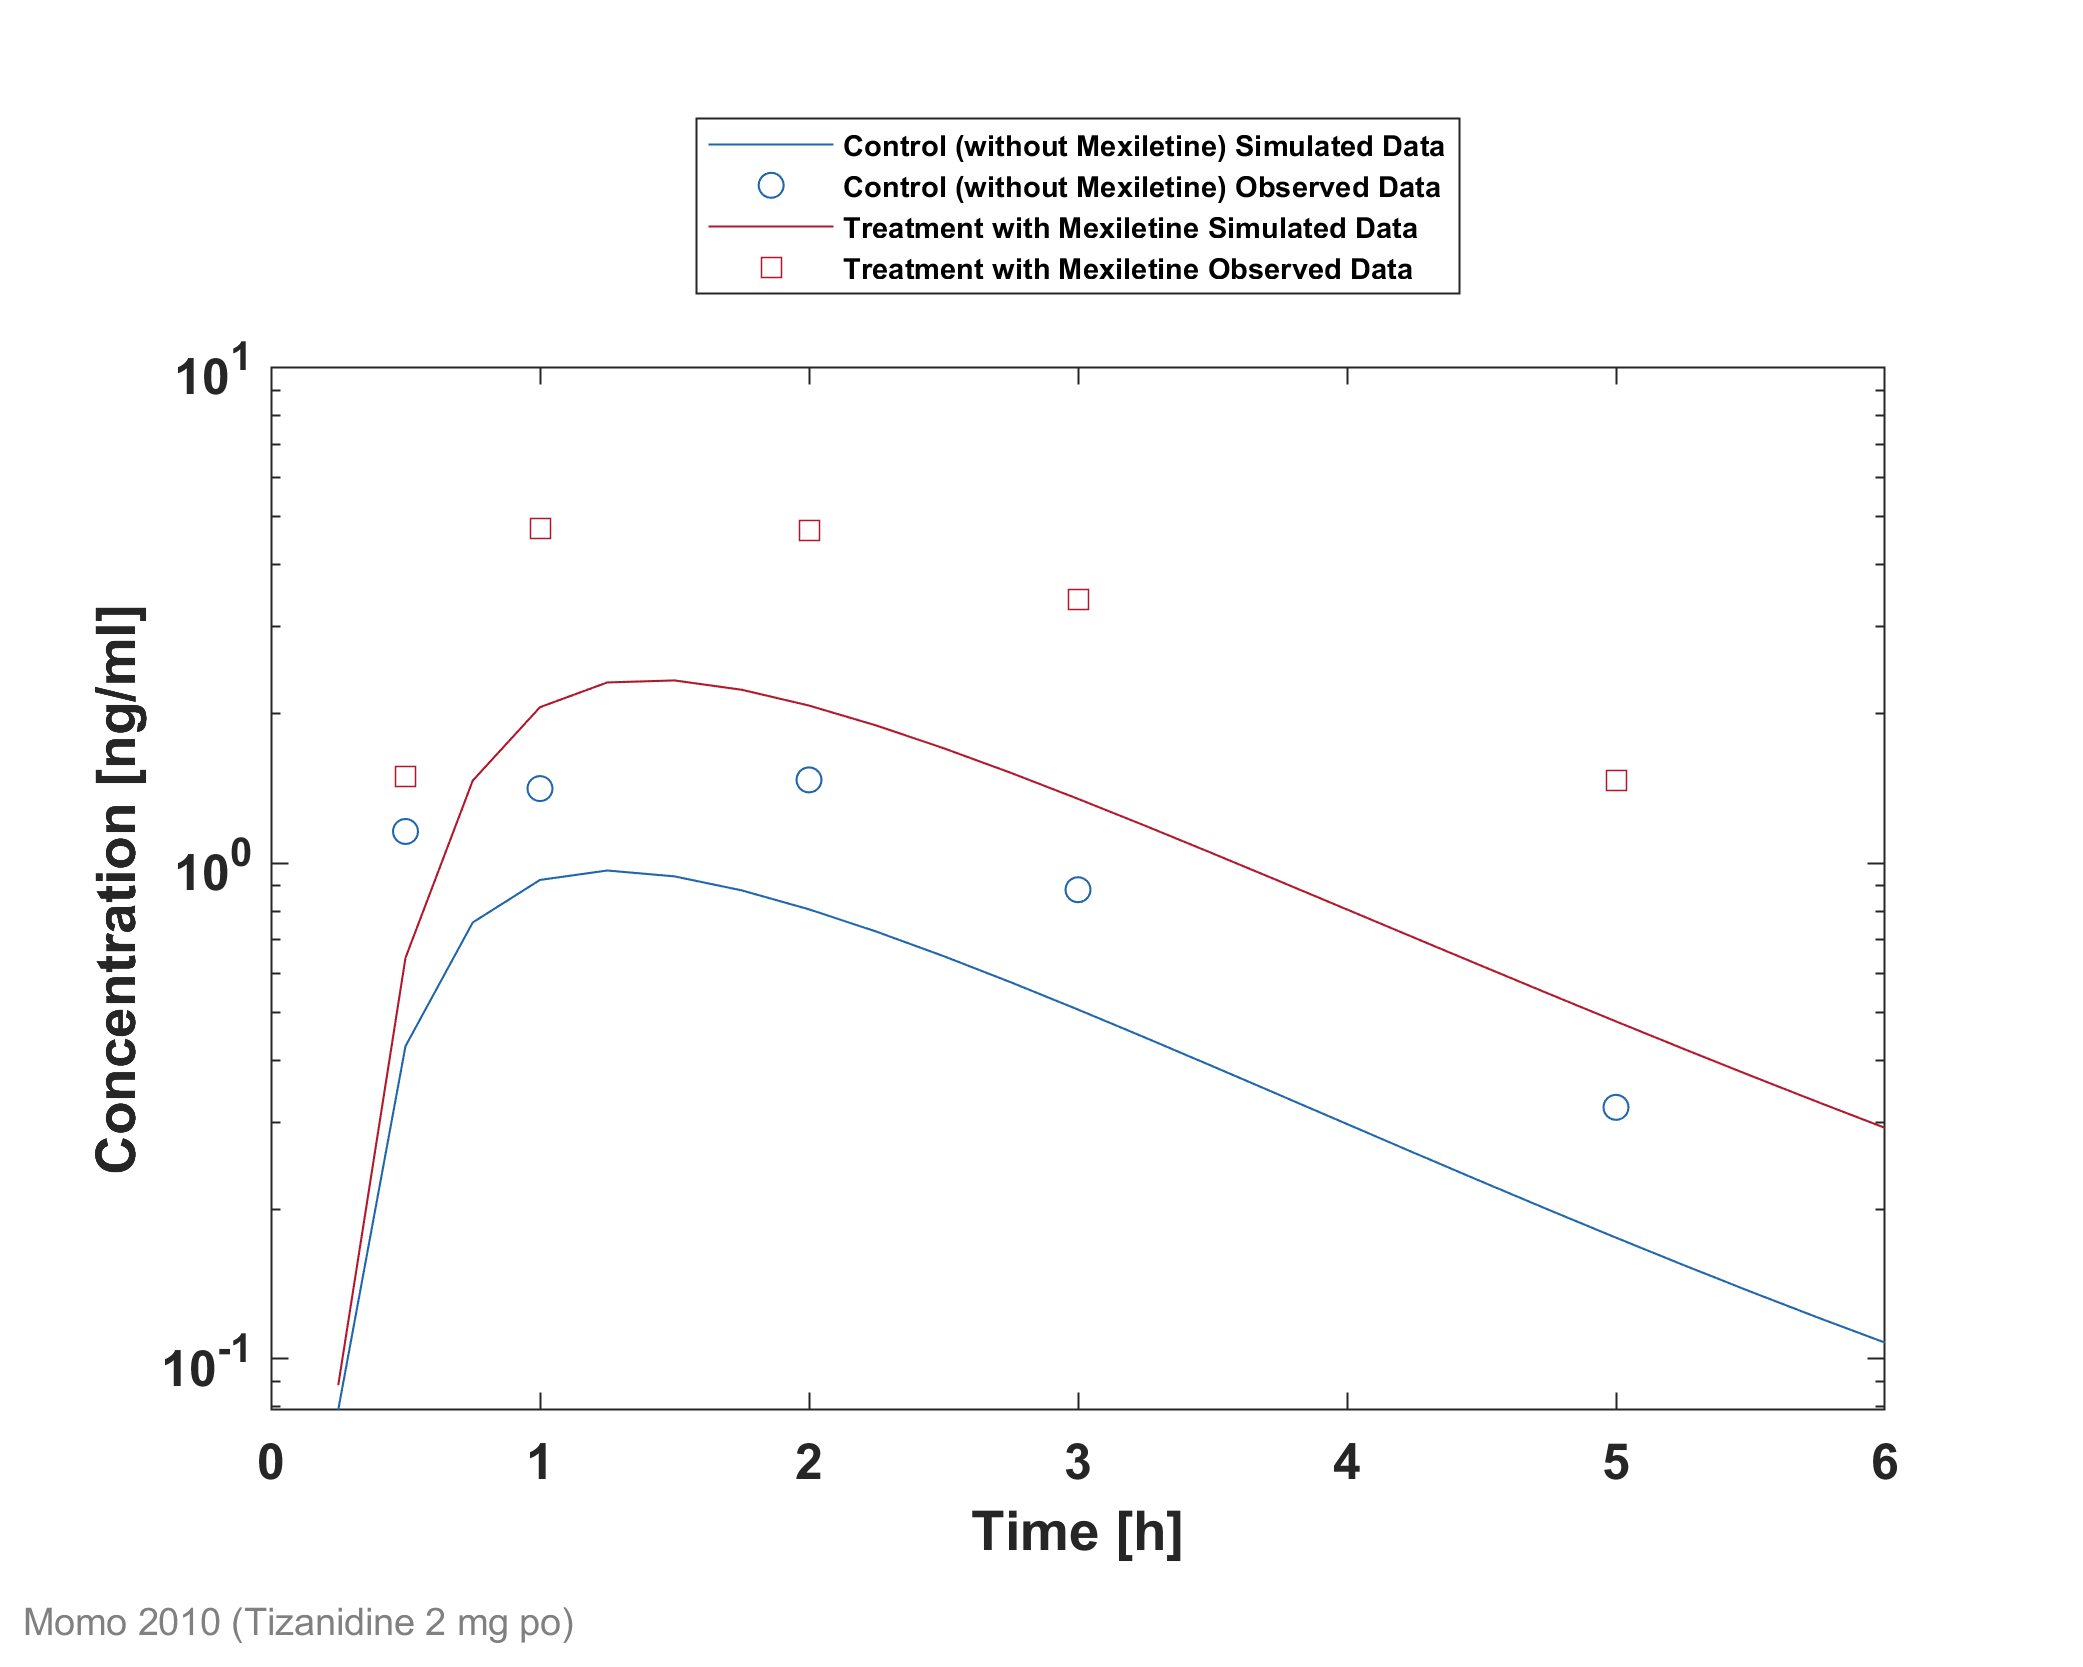 Control (without Mexiletine) Simulated Data
Control (without Mexiletine) Observed Data
Treatment with Mexiletine Simulated Data
Treatment with Mexiletine Observed Data
10^1
10^0
10^-1
Concentration [ng/ml]
0 1 2 3 4 5 6
Time [h]
Momo 2010 (Tizanidine 2 mg po)